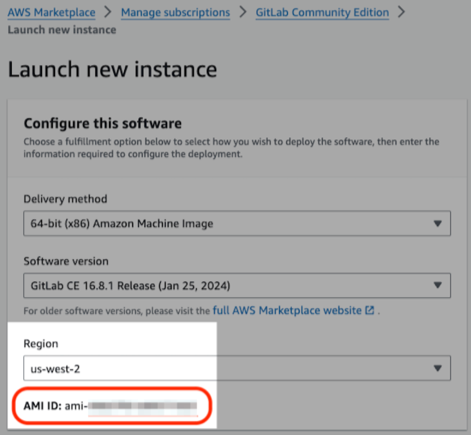 AWS Marketplace > Manage subscriptions > GitLab Community Edition >
Launch new instance
Launch new instance
Configure this software
Choose a fulfillment option below to select how you wish to deploy the software, then enter the
information required to configure the deployment.
Delivery method
64-bit (x86) Amazon Machine Image
Software version
GitLab CE 16.8.1 Release (Jan 25, 2024)
For older software versions, please visit the full AWS Marketplace website .
Region
us-west-2
AMI ID: ami-